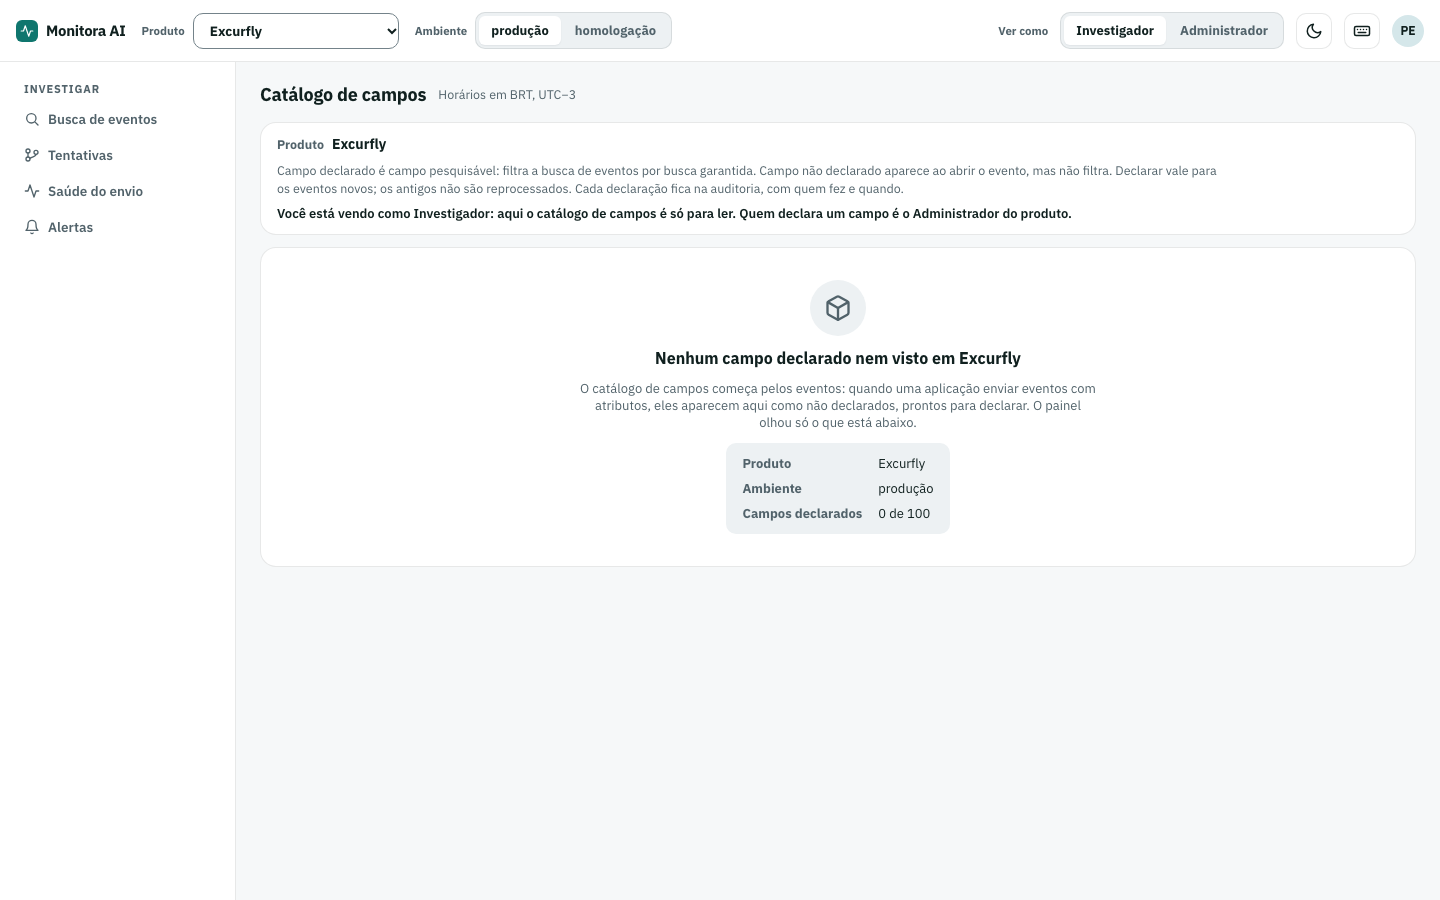 Monitora AI
Produto
Excurfly
Ambiente
produção
homologação
Ver como
Investigador
Administrador
PE
INVESTIGAR
Busca de eventos
Tentativas
Saúde do envio
Alertas
Catálogo de campos
Horários em BRT, UTC−3
Produto Excurfly
Campo declarado é campo pesquisável: filtra a busca de eventos por busca garantida. Campo não declarado aparece ao abrir o evento, mas não filtra. Declarar vale para
os eventos novos; os antigos não são reprocessados. Cada declaração fica na auditoria, com quem fez e quando.
Você está vendo como Investigador: aqui o catálogo de campos é só para ler. Quem declara um campo é o Administrador do produto.
Nenhum campo declarado nem visto em Excurfly
O catálogo de campos começa pelos eventos: quando uma aplicação enviar eventos com
atributos, eles aparecem aqui como não declarados, prontos para declarar. O painel
olhou só o que está abaixo.
Produto Excurfly
Ambiente produção
Campos declarados 0 de 100